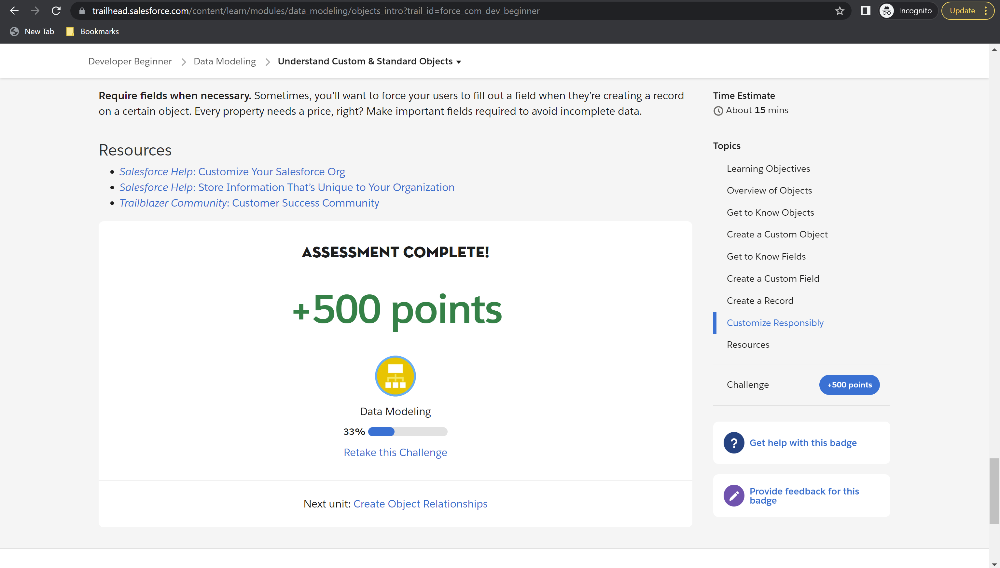 trailhead.salesforce.com/content/learn/modules/data_modeling/objects_intro?trail_id=force_com_dev_beginner
Incognito
Update
New Tab
Bookmarks
Developer Beginner
Data Modeling
Understand Custom & Standard Objects
Require fields when necessary. Sometimes, you’ll want to force your users to fill out a field when they’re creating a record
on a certain object. Every property needs a price, right? Make important fields required to avoid incomplete data.
Resources
Salesforce Help: Customize Your Salesforce Org
Salesforce Help: Store Information That’s Unique to Your Organization
Trailblazer Community: Customer Success Community
ASSESSMENT COMPLETE!
+500 points
Data Modeling
33%
Retake this Challenge
Next unit: Create Object Relationships
Time Estimate
About 15 mins
Topics
Learning Objectives
Overview of Objects
Get to Know Objects
Create a Custom Object
Get to Know Fields
Create a Custom Field
Create a Record
Customize Responsibly
Resources
Challenge
+500 points
?
Get help with this badge
Provide feedback for this
badge